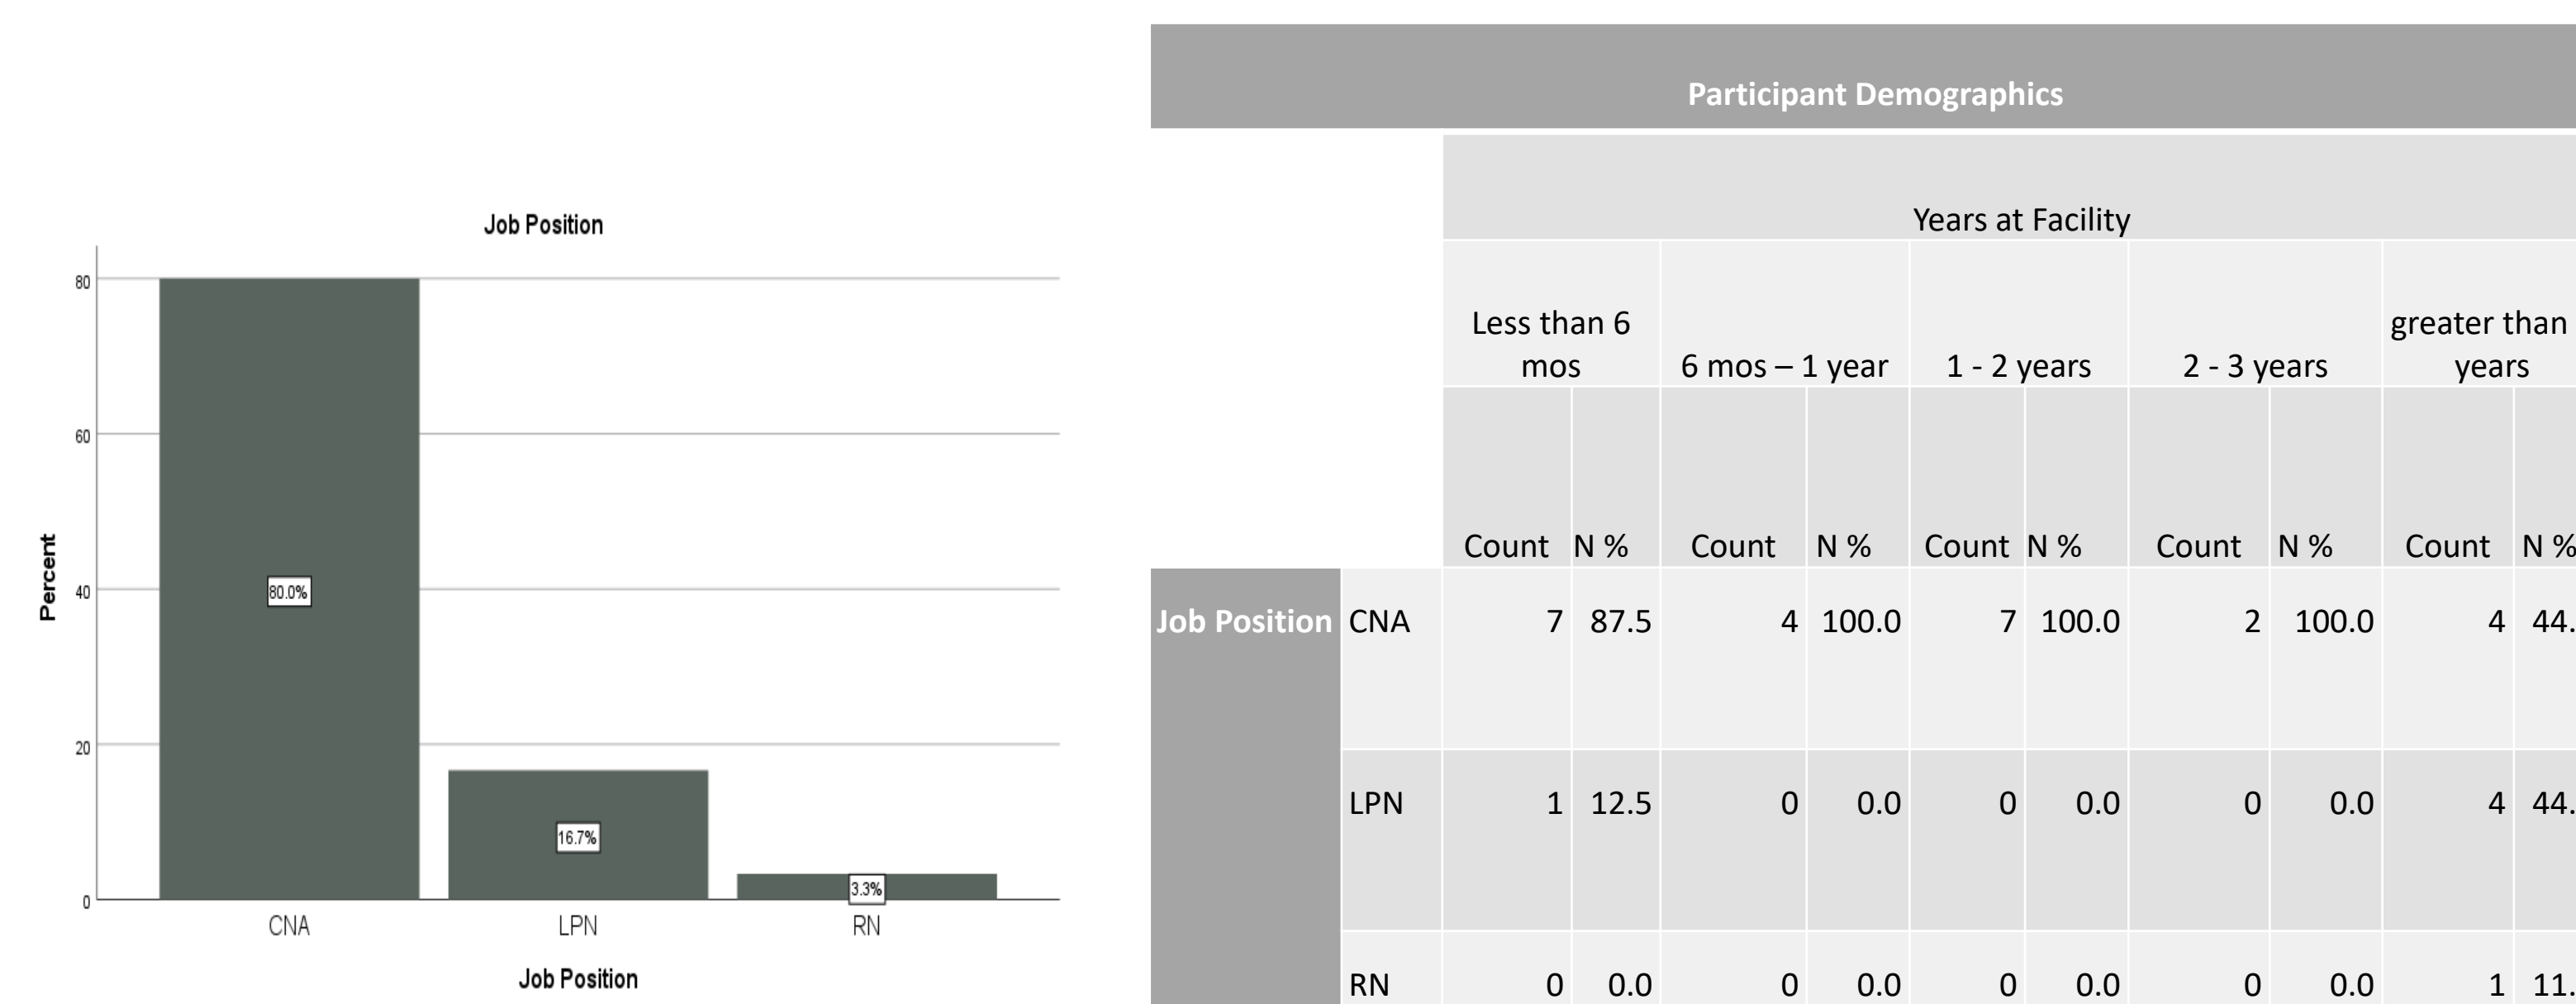 Job Position
Percent
80
60
40
20
0
80.0%
16.7%
3.3%
CNA LPN RN
Job Position
Participant Demographics
Years at Facility
Less than 6 mos
6 mos – 1 year
1 - 2 years
2 - 3 years
greater than
years
Count N % Count N % Count N % Count N % Count N %
Job Position CNA 7 87.5 4 100.0 7 100.0 2 100.0 4 44.
LPN 1 12.5 0 0.0 0 0.0 0 0.0 4 44.
RN 0 0.0 0 0.0 0 0.0 0 0.0 1 11.